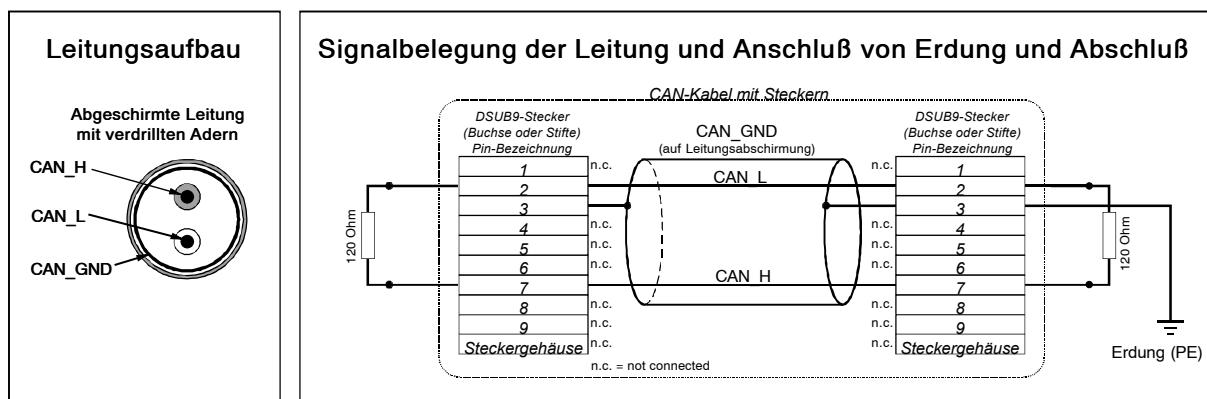 Leitungsaufbau
Abgeschirmte Leitung
mit verdrillten Adern
CAN_H
CAN_L
CAN_GND
Signalbelegung der Leitung und Anschluß von Erdung und Abschluß
CAN-Kabel mit Steckern
DSUB9-Stecker
(Buchse oder Stifte)
Pin-Bezeichnung
CAN_GND
(auf Leitungsabschirmung)
DSUB9-Stecker
(Buchse oder Stifte)
Pin-Bezeichnung
1 n.c. n.c. 1
2 CAN_L 2
3 3
4 n.c. n.c. 4
5 n.c. n.c. 5
6 n.c. n.c. 6
7 CAN_H 7
8 n.c. n.c. 8
9 n.c. n.c. 9
Steckergehäuse n.c. n.c. Steckergehäuse
120 Ohm
120 Ohm
n.c. = not connected
Erdung (PE)